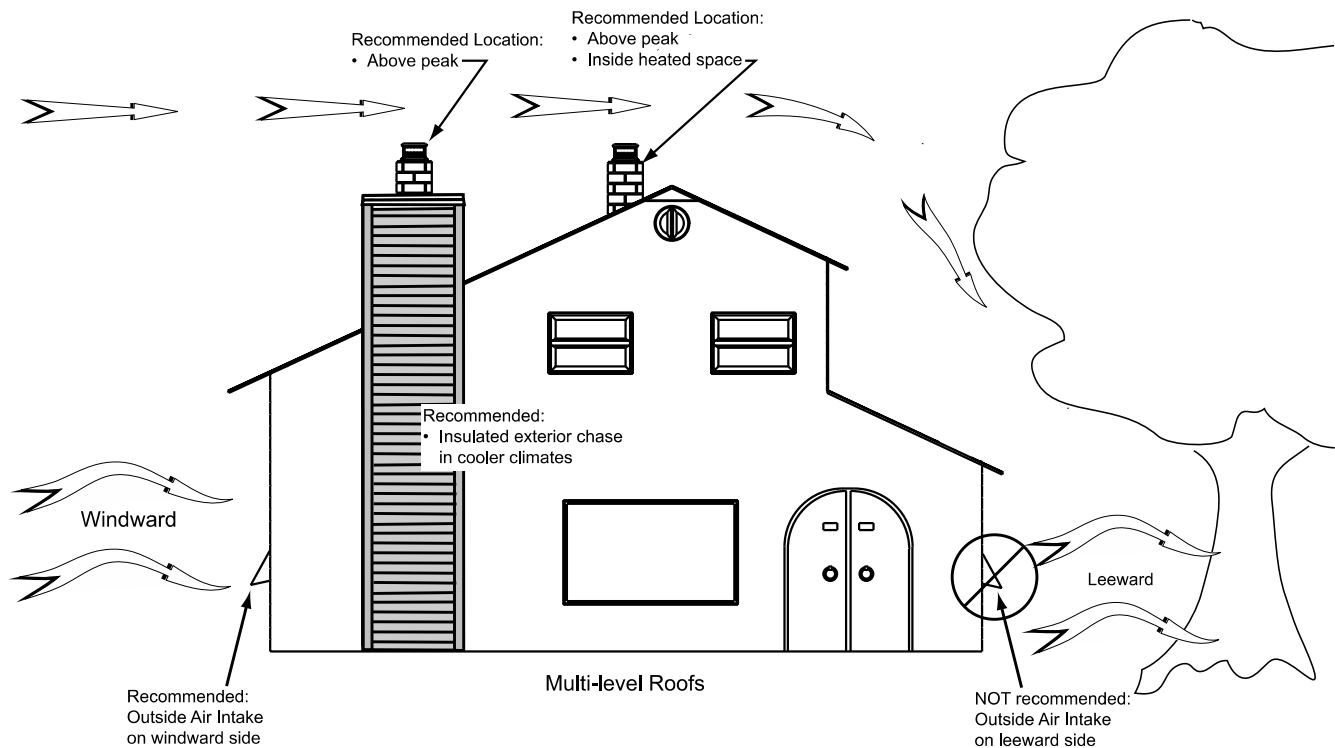 Recommended Location:
• Above peak
Recommended Location:
• Above peak
• Inside heated space
Recommended:
• Insulated exterior chase
in cooler climates
Windward
Leeward
Multi-level Roofs
Recommended:
Outside Air Intake
on windward side
NOT recommended:
Outside Air Intake
on leeward side